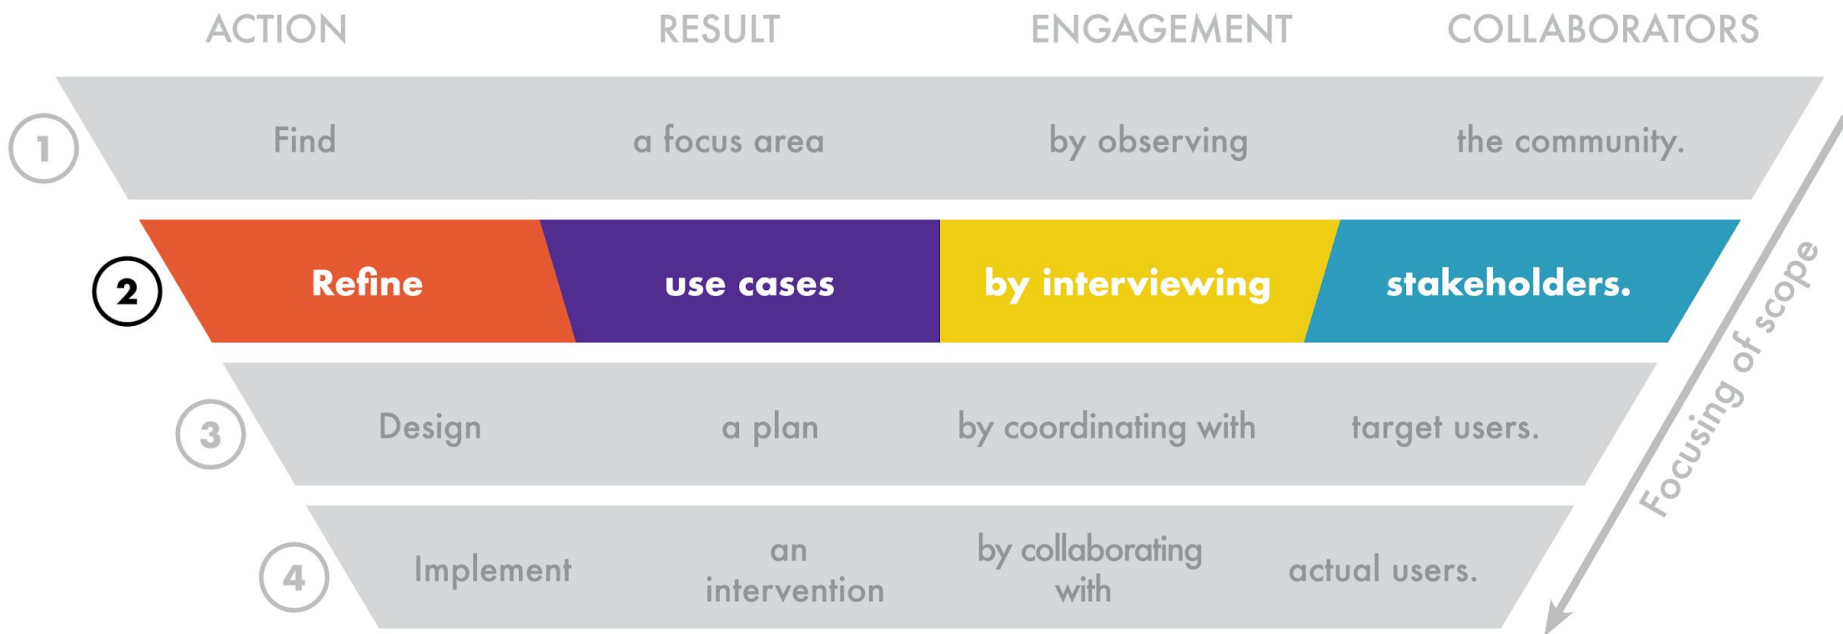 ACTION RESULT ENGAGEMENT COLLABORATORS
1 Find a focus area by observing the community.
2 Refine use cases by interviewing stakeholders.
3 Design a plan by coordinating with target users.
4 Implement an intervention by collaborating with actual users.
Focusing of scope